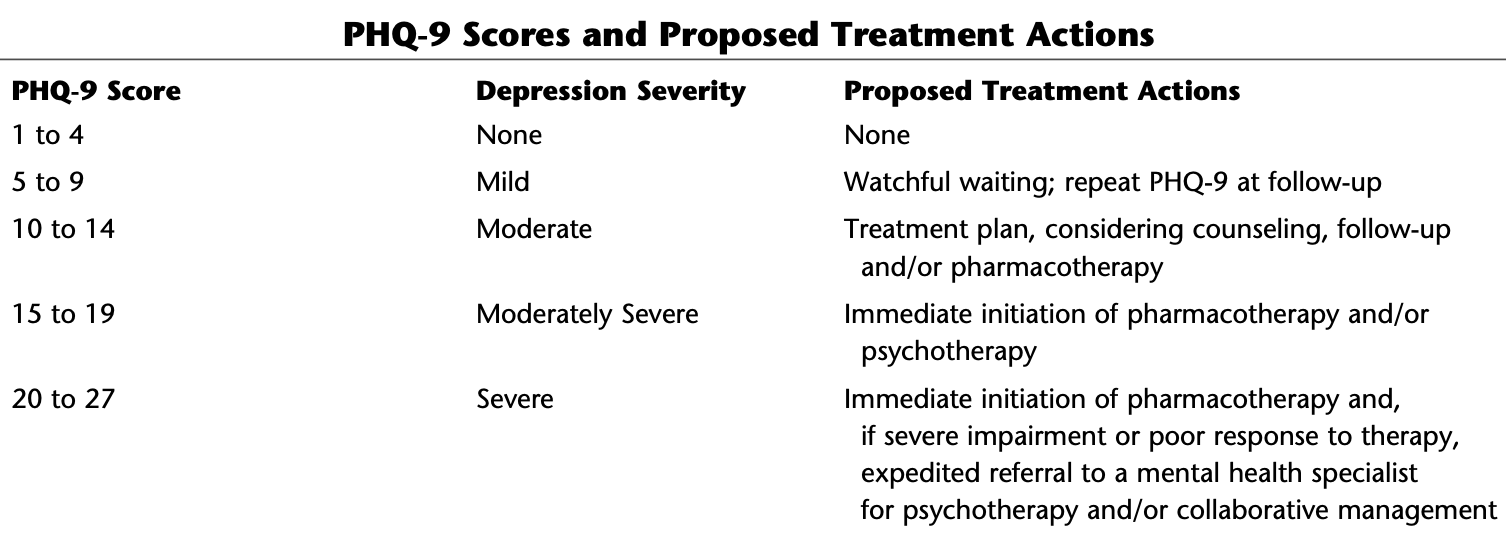 PHQ-9 Scores and Proposed Treatment Actions
PHQ-9 Score Depression Severity Proposed Treatment Actions
1 to 4 None None
5 to 9 Mild Watchful waiting; repeat PHQ-9 at follow-up
10 to 14 Moderate Treatment plan, considering counseling, follow-up
and/or pharmacotherapy
15 to 19 Moderately Severe Immediate initiation of pharmacotherapy and/or
psychotherapy
20 to 27 Severe Immediate initiation of pharmacotherapy and,
if severe impairment or poor response to therapy,
expedited referral to a mental health specialist
for psychotherapy and/or collaborative management